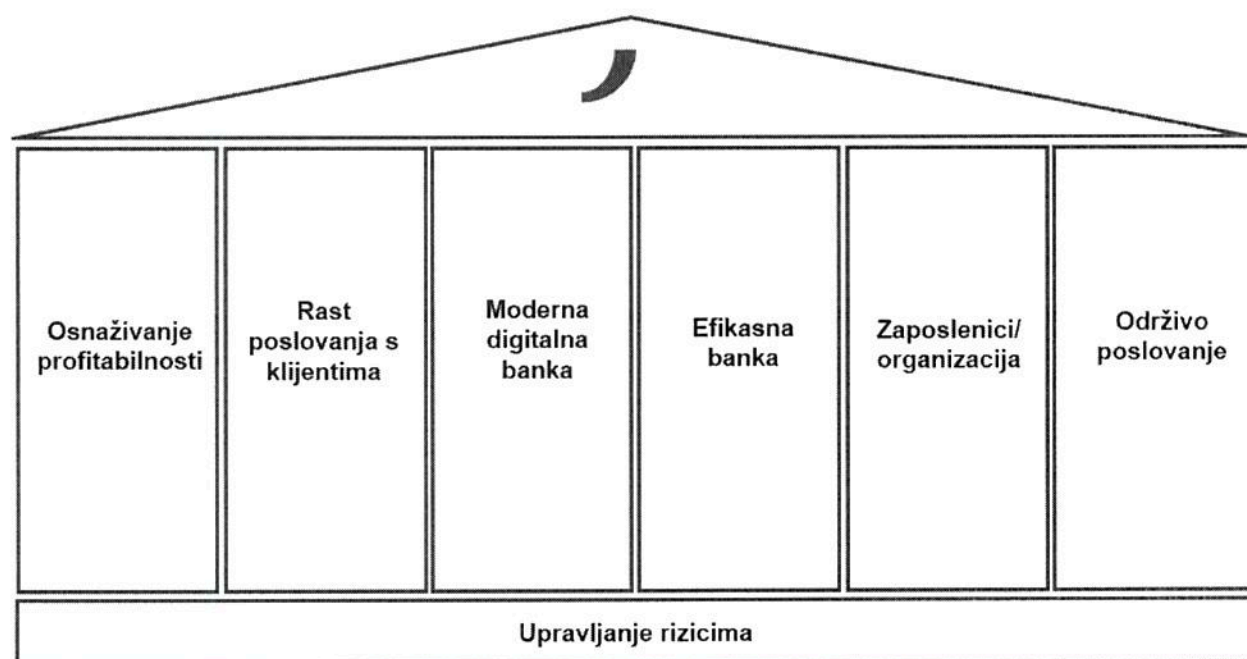 Osnaživanje
profitabilnosti
Rast
poslovanja s
klijentima
Moderna
digitalna
banka
Efikasna
banka
Zaposlenici/
organizacija
Održivo
poslovanje
Upravljanje rizicima